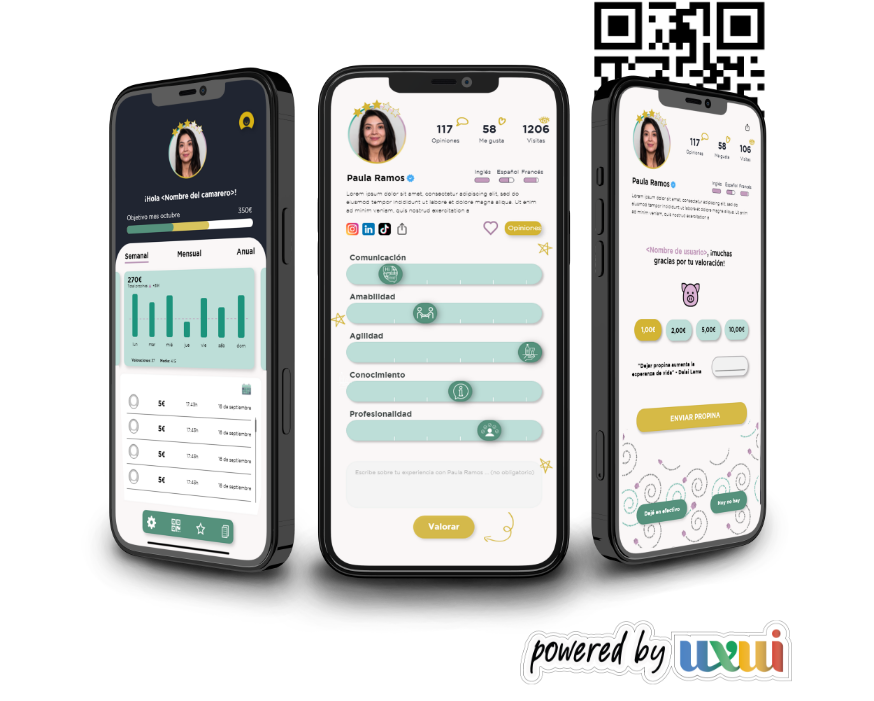 ¡Hola <Nombre del camarero>!
Objetivo mes octubre 350€
Semanal Mensual Anual
270€
lun mar mié jue vie sáb dom
5€ 17:48h 18 de septiembre
5€ 17:48h 18 de septiembre
5€ 17:48h 18 de septiembre
5€ 17:48h 18 de septiembre
117 58 1206
Opiniones Me gusta Visitas
Paula Ramos
Inglés Español Francés
Lorem ipsum dolor sit amet, consectetur adipiscing elit, sed do
eiusmod tempor incididunt ut labore et dolore magna aliqua. Ut enim
ad minim veniam, quis nostrud exercitation e
Opiniones
Comunicación
Amabilidad
Agilidad
Conocimiento
Profesionalidad
Escribe sobre tu experiencia con Paula Ramos ... (no obligatorio)
Valorar
117 58 106
Opiniones Me gusta Visitas
Paula Ramos
Inglés Español Francés
Lorem ipsum dolor sit amet, consectetur adipiscing elit, sed do
eiusmod tempor incididunt ut labore et dolore magna aliqua. Ut enim
ad minim veniam, quis nostrud exercitation e
<Nombre de usuario>, ¡muchas
gracias por tu valoración!
1,00€ 2,00€ 5,00€ 10,00€
"Dejar propina aumenta la
esperanza de vida" - Dalai Lama
ENVIAR PROPINA
Dejé en efectivo Hoy no hay
powered by uxui